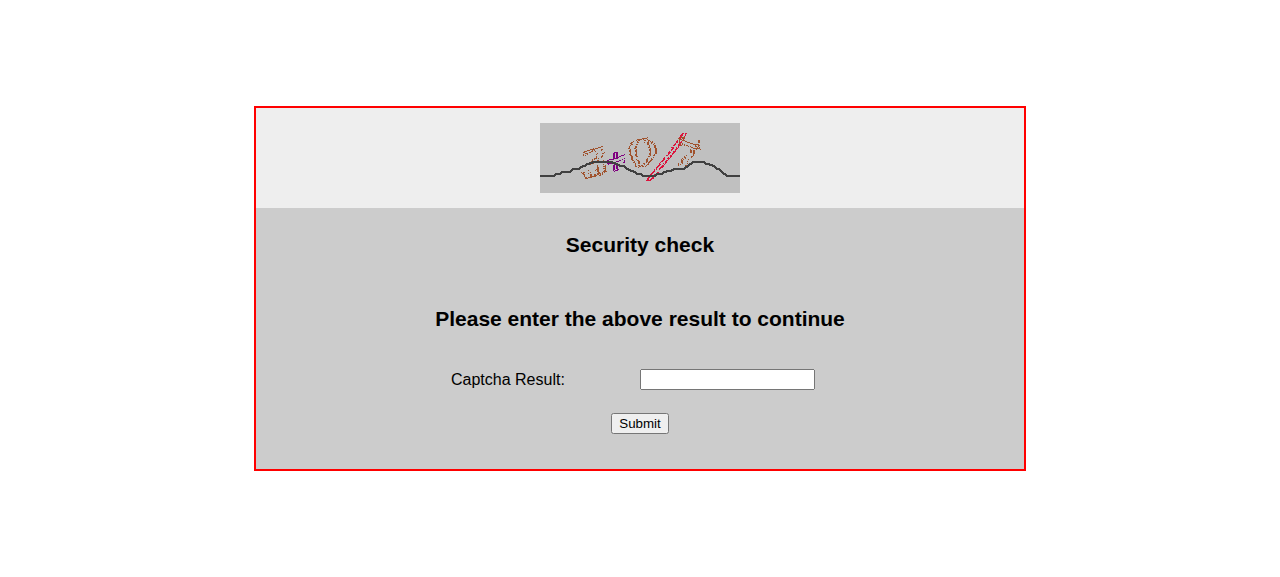 Security check
Please enter the above result to continue
Captcha Result:
Submit